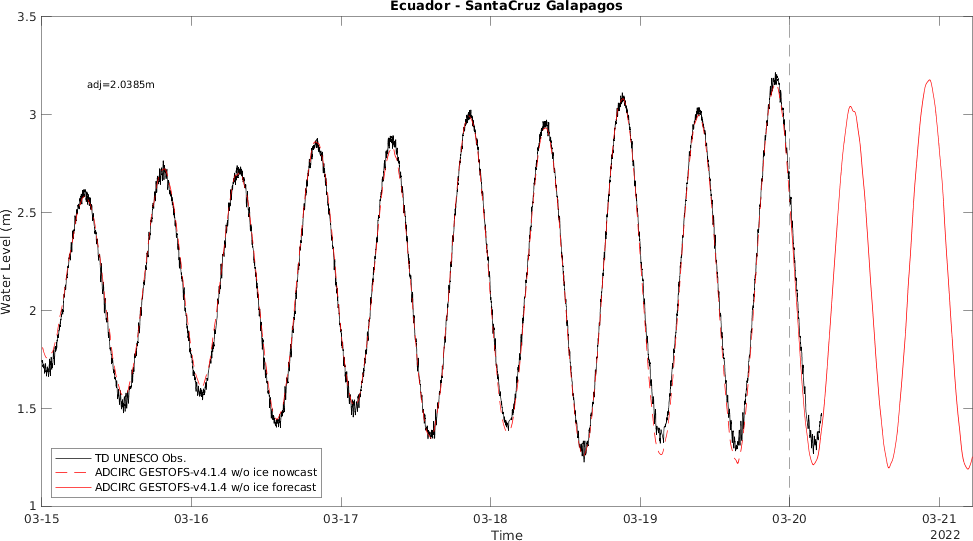 Ecuador - SantaCruz Galapagos
3.5
adj=2.0385m
3
2.5
Water Level (m)
2
1.5
TD UNESCO Obs.
ADCIRC GESTOFS-v4.1.4 w/o ice nowcast
ADCIRC GESTOFS-v4.1.4 w/o ice forecast
1
03-15 03-16 03-17 03-18 03-19 03-20 03-21
Time 2022